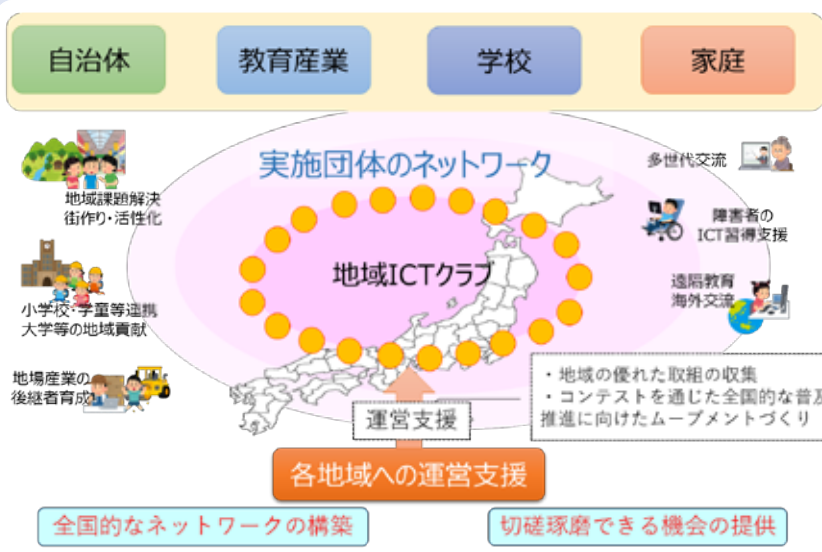 自治体
教育産業
学校
家庭
実施団体のネットワーク
多世代交流
地域課題解決
街作り・活性化
障害者の
ICT習得支援
地域ICTクラブ
遠隔教育
海外交流
小学校・学童等連携
大学等の地域貢献
地場産業の
後継者育成
・地域の優れた取組の収集
・コンテストを通じた全国的な普及
推進に向けたムーブメントづくり
運営支援
各地域への運営支援
全国的なネットワークの構築
切磋琢磨できる機会の提供